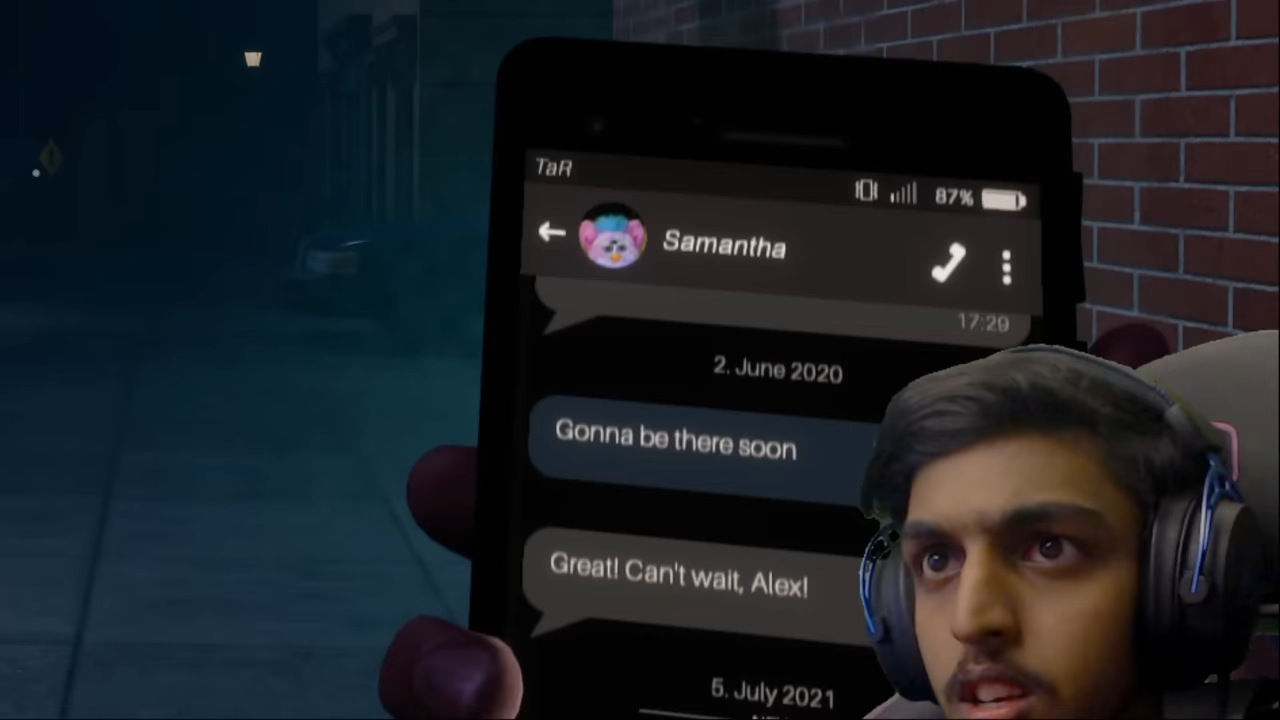 TaR
87%
Samantha
17:29
2. June 2020
Gonna be there soon
Great! Can't wait, Alex!
5. July 2021